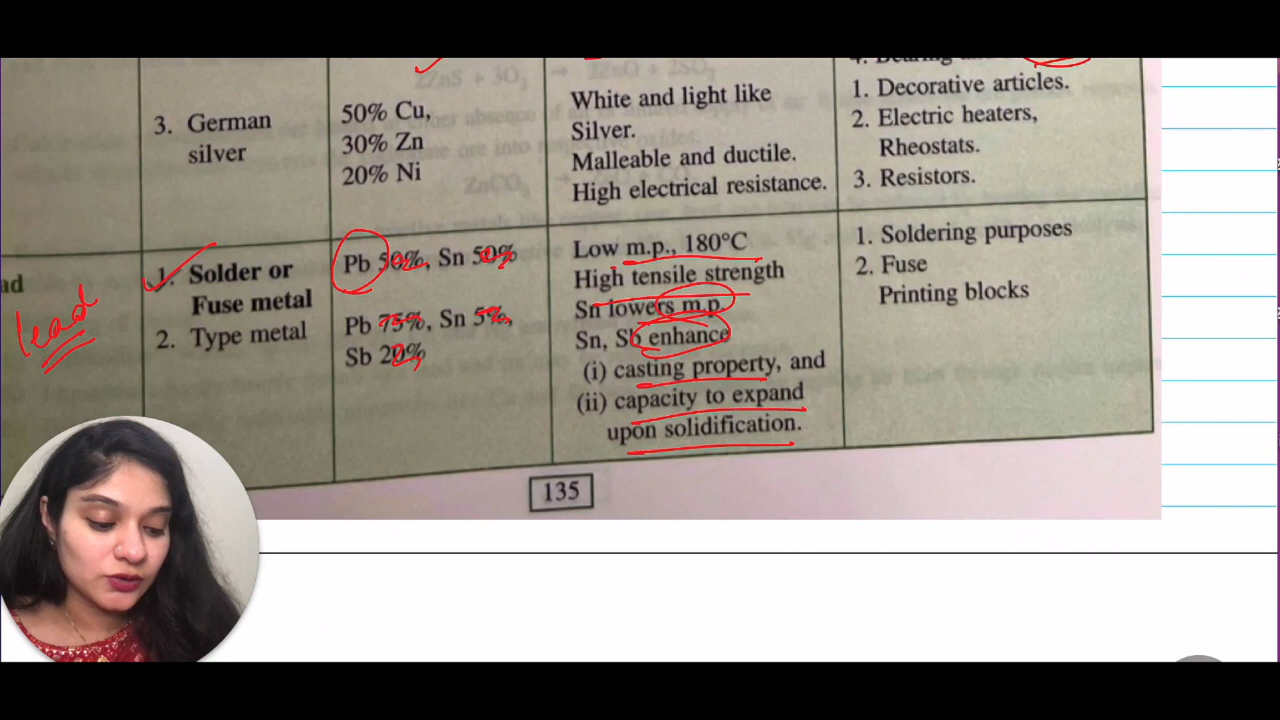 3. German
silver
50% Cu,
30% Zn
20% Ni
White and light like
Silver.
Malleable and ductile.
High electrical resistance.
1. Decorative articles.
2. Electric heaters,
Rheostats.
3. Resistors.
ad
lead
1. Solder or
Fuse metal
2. Type metal
Pb 50%, Sn 50%
Pb 75%, Sn 5%,
Sb 20%
Low m.p., 180°C
High tensile strength
Sn lowers m.p.
Sn, Sb enhance
(i) casting property, and
(ii) capacity to expand
upon solidification.
1. Soldering purposes
2. Fuse
Printing blocks
135